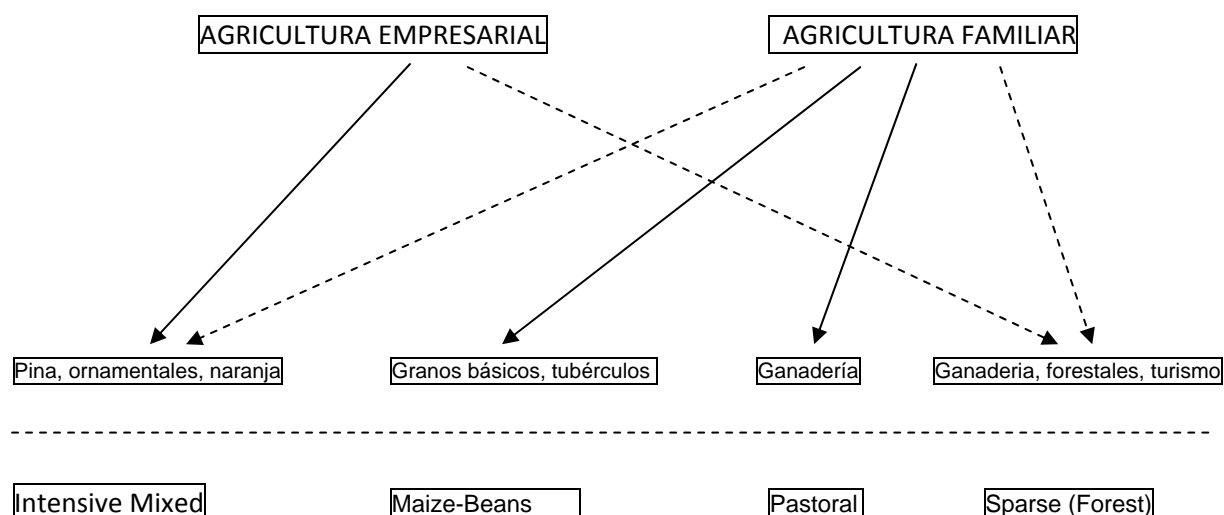 AGRICULTURA EMPRESARIAL
AGRICULTURA FAMILIAR
Pina, ornamentales, naranja
Granos básicos, tubérculos
Ganadería
Ganaderia, forestales, turismo
Intensive Mixed
Maize-Beans
Pastoral
Sparse (Forest)